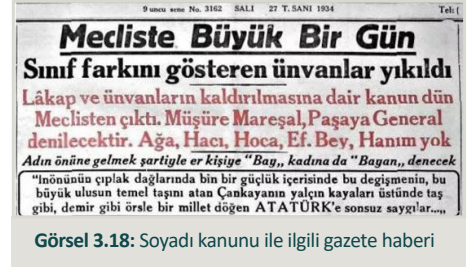 9 uncu sene No. 3162 SALI 27 T. SANI 1934 Tel: (
Mecliste Büyük Bir Gün
Sınıf farkını gösteren ünvanlar yıkıldı
Lâkap ve ünvanların kaldırılmasına dair kanun dün
Meclisten çıktı. Müşüre Mareşal, Paşaya General
denilecektir. Ağa, Hacı, Hoca, Ef. Bey, Hanım yok
Adın önüne gelmek şartiyle er kişiye "Bay,, kadına da "Bayan,, denecek
"İnönünün çıplak dağlarında bin bir güçlük içerisinde bu değişmenin, bu
büyük ulusun temel taşını atan Çankayanın yalçın kayaları üstünde taş
gibi, demir gibi örsle bir millet döğen ATATÜRK'e sonsuz saygılar...,,
Görsel 3.18: Soyadı kanunu ile ilgili gazete haberi